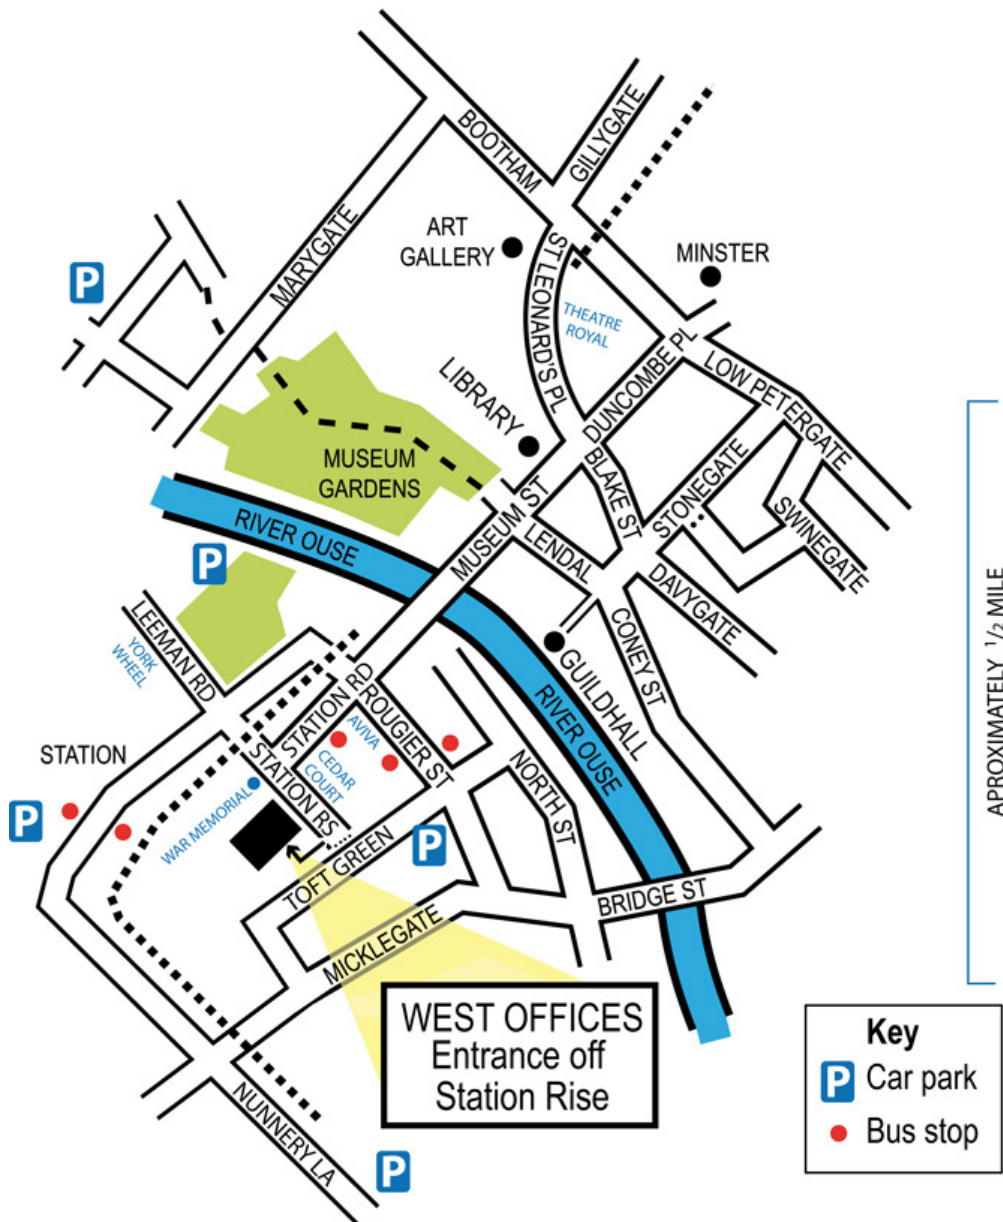 BOOTHAM
GILLYGATE
ART
GALLERY
MINSTER
MARYGATE
ST LEONARD'S PL
P
THEATRE
ROYAL
DUNCOMBE PL
LOW PETERGATE
LIBRARY
MUSEUM
GARDENS
BLAKE ST
STONEGATE
SWINEGATE
RIVER OUSE
MUSEUM ST
LENDAL
DAVYGATE
P
LEEMAN RD
YORK
WHEEL
CONEY ST
GUILDHALL
APROXIMATELY 1/2 MILE
STATION RD
ROUGIER ST
AVIVA
CEDAR
COURT
RIVER OUSE
STATION
STATION RS
NORTH ST
WAR MEMORIAL
P
P
TOFT GREEN
BRIDGE ST
MICKLEGATE
WEST OFFICES
Entrance off
Station Rise
Key
P Car park
Bus stop
NUNNERY LA
P